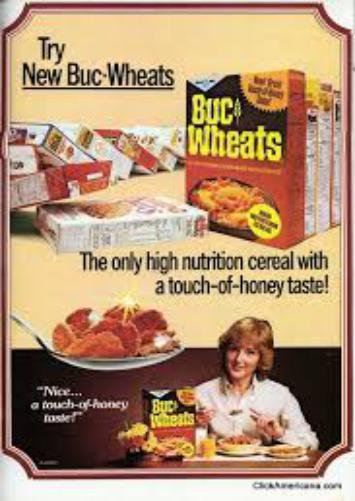 Try
New Buc-Wheats
Buc
Wheats
The only high nutrition cereal with
a touch-of-honey taste!
"Nice...
a touch-of-honey
taste!"
Buc
Wheats
ClickAmericana.com